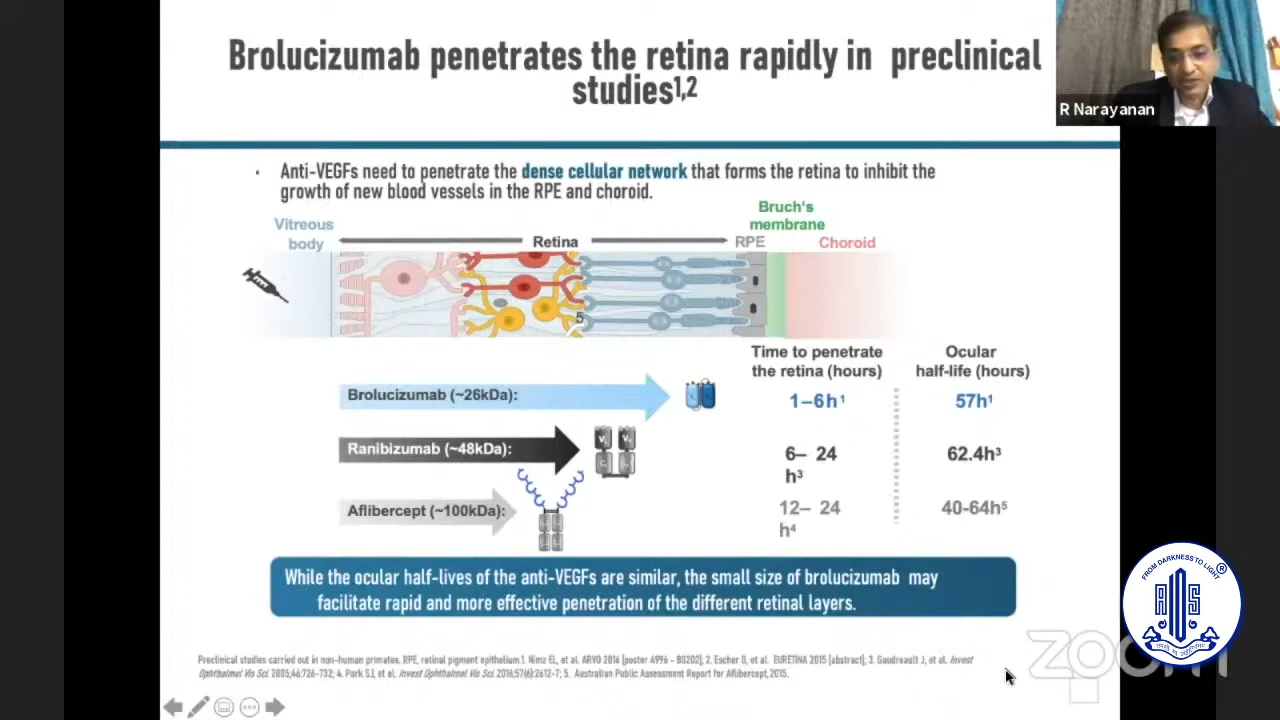 Brolucizumab penetrates the retina rapidly in preclinical
studies1,2
R Narayanan
• Anti-VEGFs need to penetrate the dense cellular network that forms the retina to inhibit the
growth of new blood vessels in the RPE and choroid.
Vitreous
body
Retina
Bruch's
membrane
RPE
Choroid
5
Time to penetrate
the retina (hours)
Ocular
half-life (hours)
Brolucizumab (~26kDa):
1–6h1
57h1
Ranibizumab (~48kDa):
6– 24
h3
62.4h3
Aflibercept (~100kDa):
12– 24
h4
40-64h5
While the ocular half-lives of the anti-VEGFs are similar, the small size of brolucizumab may
facilitate rapid and more effective penetration of the different retinal layers.
FROM DARKNESS TO LIGHT
®
AIOS
zoom
Preclinical studies carried out in non-human primates. RPE, retinal pigment epithelium.1. Nimz EL, et al. ARVO 2016 [poster 4996 - B0202]; 2. Escher D, et al. EURETINA 2015 [abstract]; 3. Gaudreault J, et al. Invest
Ophthalmol Vis Sci. 2005;46:726-732; 4. Park SJ, et al. Invest Ophthalmol Vis Sci. 2016;57(6):2612-7; 5. Australian Public Assessment Report for Aflibercept,2015.